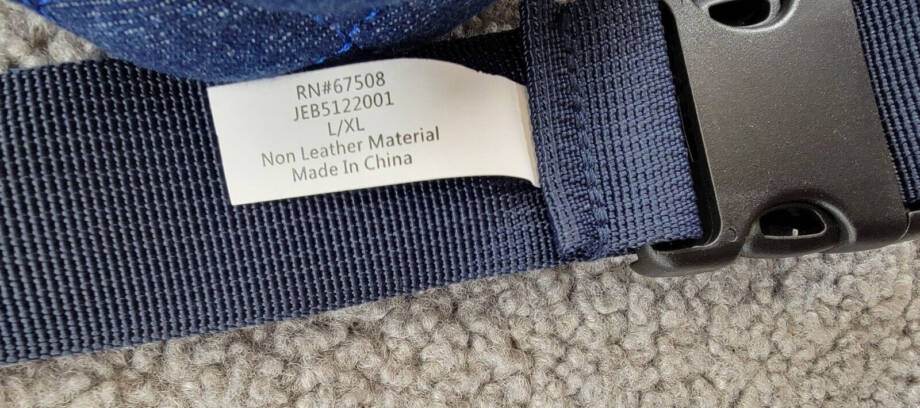 RN#67508
JEB5122001
L/XL
Non Leather Material
Made In China